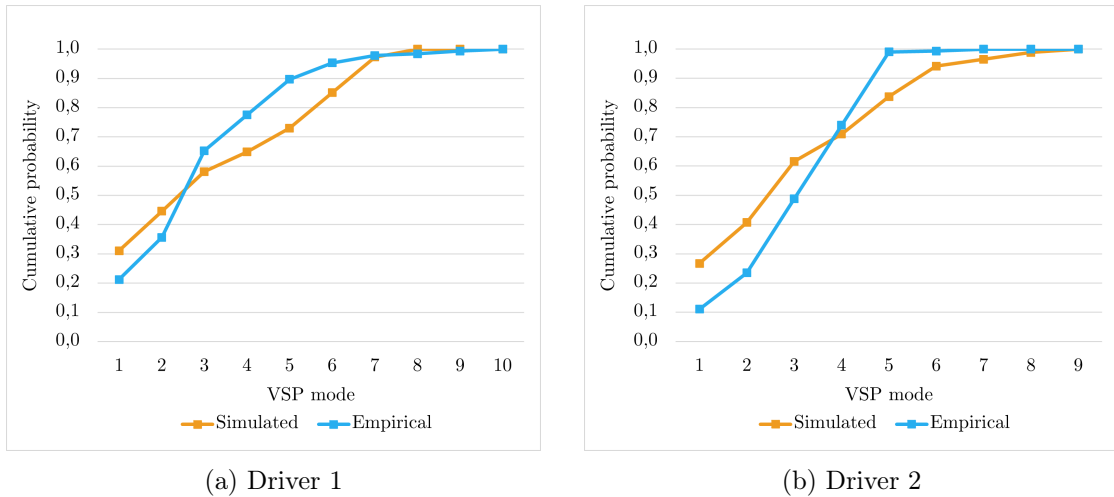 1,0
0,9
0,8
0,7
0,6
0,5
0,4
0,3
0,2
0,1
0,0
Cumulative probability
1 2 3 4 5 6 7 8 9 10
VSP mode
Simulated Empirical
(a) Driver 1
1,0
0,9
0,8
0,7
0,6
0,5
0,4
0,3
0,2
0,1
0,0
Cumulative probability
1 2 3 4 5 6 7 8 9
VSP mode
Simulated Empirical
(b) Driver 2